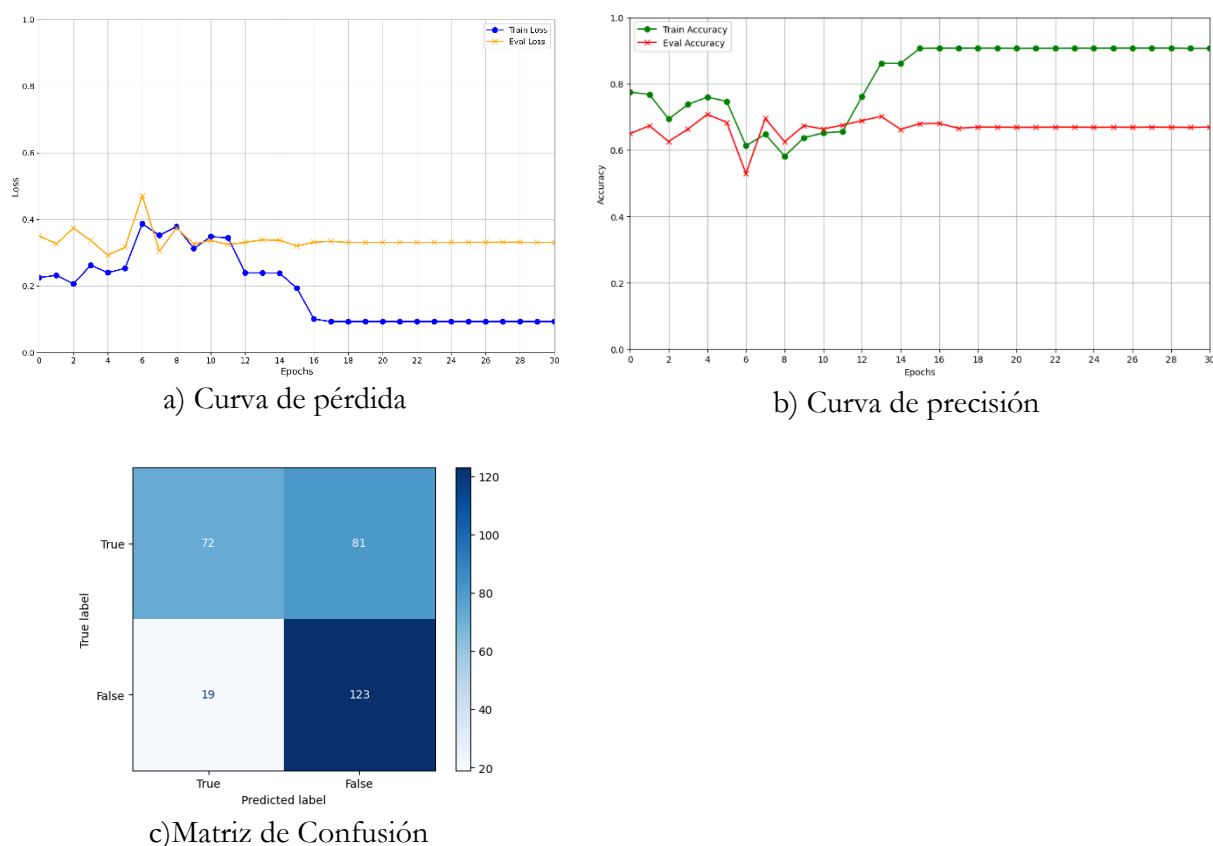 1.0
0.8
0.6
0.4
0.2
0.0
Loss
Train Loss
Eval Loss
0 2 4 6 8 10 12 14 16 18 20 22 24 26 28 30
Epochs
a) Curva de pérdida
1.0
0.8
0.6
0.4
0.2
0.0
Accuracy
Train Accuracy
Eval Accuracy
0 2 4 6 8 10 12 14 16 18 20 22 24 26 28 30
Epochs
b) Curva de precisión
True label
True
False
72 81
19 123
True False
Predicted label
120
100
80
60
40
20
c)Matriz de Confusión